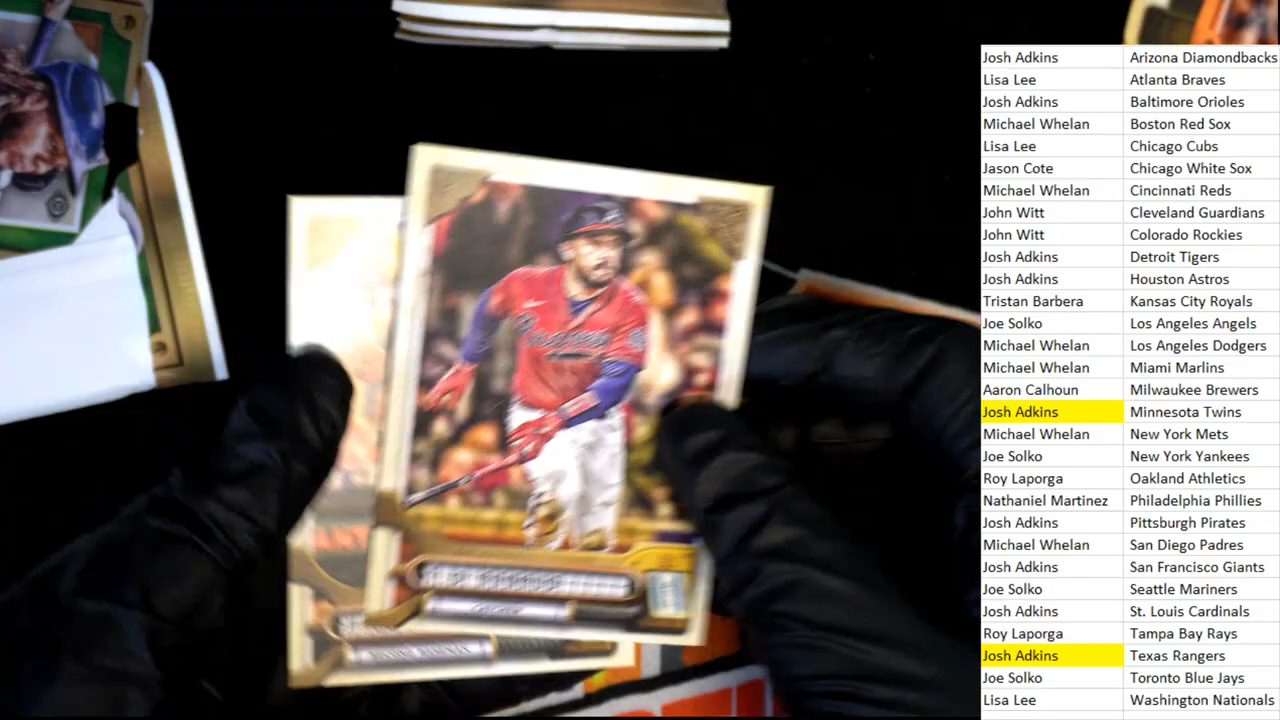 Josh Adkins Arizona Diamondbacks
Lisa Lee Atlanta Braves
Josh Adkins Baltimore Orioles
Michael Whelan Boston Red Sox
Lisa Lee Chicago Cubs
Jason Cote Chicago White Sox
Michael Whelan Cincinnati Reds
John Witt Cleveland Guardians
John Witt Colorado Rockies
Josh Adkins Detroit Tigers
Josh Adkins Houston Astros
Tristan Barbera Kansas City Royals
Joe Solko Los Angeles Angels
Michael Whelan Los Angeles Dodgers
Michael Whelan Miami Marlins
Aaron Calhoun Milwaukee Brewers
Josh Adkins Minnesota Twins
Michael Whelan New York Mets
Joe Solko New York Yankees
Roy Laporga Oakland Athletics
Nathaniel Martinez Philadelphia Phillies
Josh Adkins Pittsburgh Pirates
Michael Whelan San Diego Padres
Josh Adkins San Francisco Giants
Joe Solko Seattle Mariners
Josh Adkins St. Louis Cardinals
Roy Laporga Tampa Bay Rays
Josh Adkins Texas Rangers
Joe Solko Toronto Blue Jays
Lisa Lee Washington Nationals